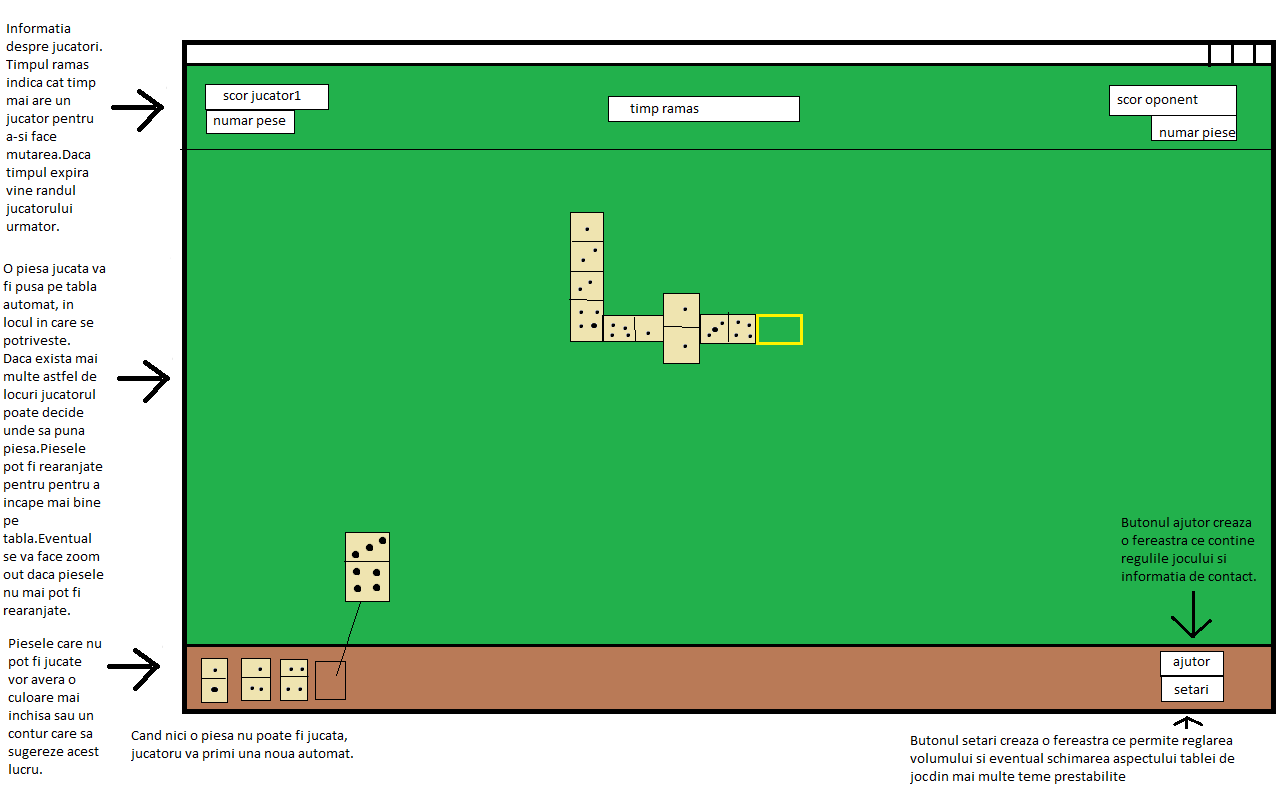 Informatia
despre jucatori.
Timpul ramas
indica cat timp
mai are un
jucator pentru
a-si face
mutarea.Daca
timpul expira
vine randul
jucatorului
urmator.
scor jucator1
numar pese
timp ramas
scor oponent
numar piese
O piesa jucata va
fi pusa pe tabla
automat, in
locul in care se
potriveste.
Daca exista mai
multe astfel de
locuri jucatorul
poate decide
unde sa puna
piesa.Piesele
pot fi rearanjate
pentru pentru a
incape mai bine
pe
tabla.Eventual
se va face zoom
out daca piesele
nu mai pot fi
rearanjate.
Butonul ajutor creaza
o fereastra ce contine
regulile jocului si
informatia de contact.
Piesele care nu
pot fi jucate
vor avera o
culoare mai
inchisa sau un
contur care sa
sugereze acest
lucru.
ajutor
setari
Cand nici o piesa nu poate fi jucata,
jucatoru va primi una noua automat.
Butonul setari creaza o fereastra ce permite reglarea
volumului si eventual schimarea aspectului tablei de
jocdin mai multe teme prestabilite